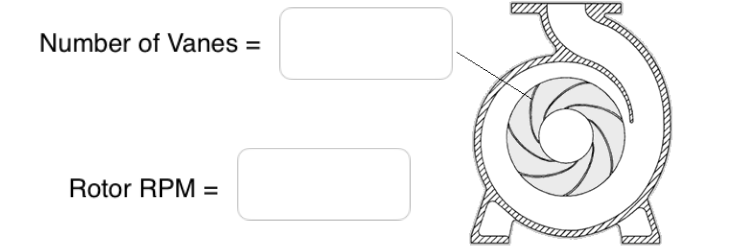 Number of Vanes =
Rotor RPM =